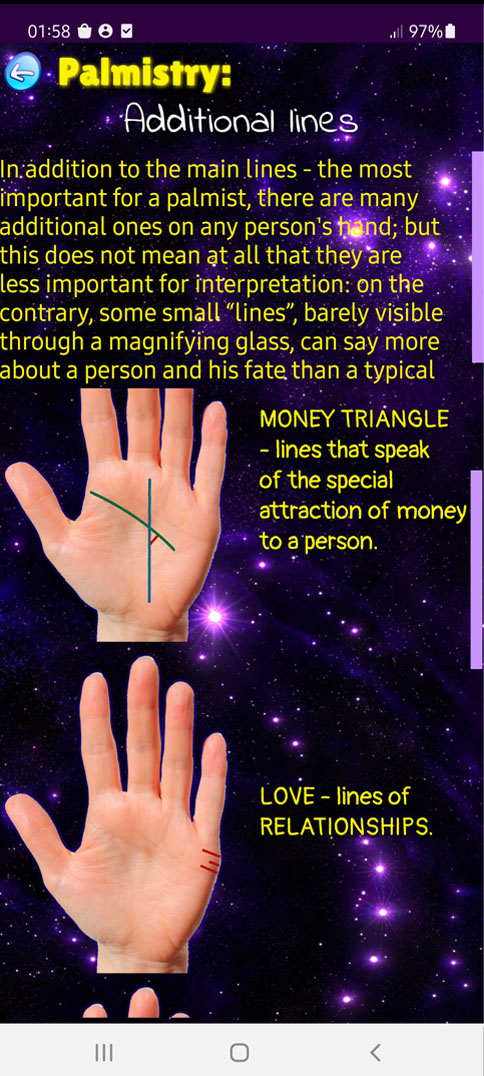 01:58
97%
Palmistry:
Additional lines
In addition to the main lines - the most
important for a palmist, there are many
additional ones on any person's hand; but
this does not mean at all that they are
less important for interpretation: on the
contrary, some small “lines”, barely visible
through a magnifying glass, can say more
about a person and his fate than a typical
MONEY TRIANGLE
- lines that speak
of the special
attraction of money
to a person.
LOVE - lines of
RELATIONSHIPS.